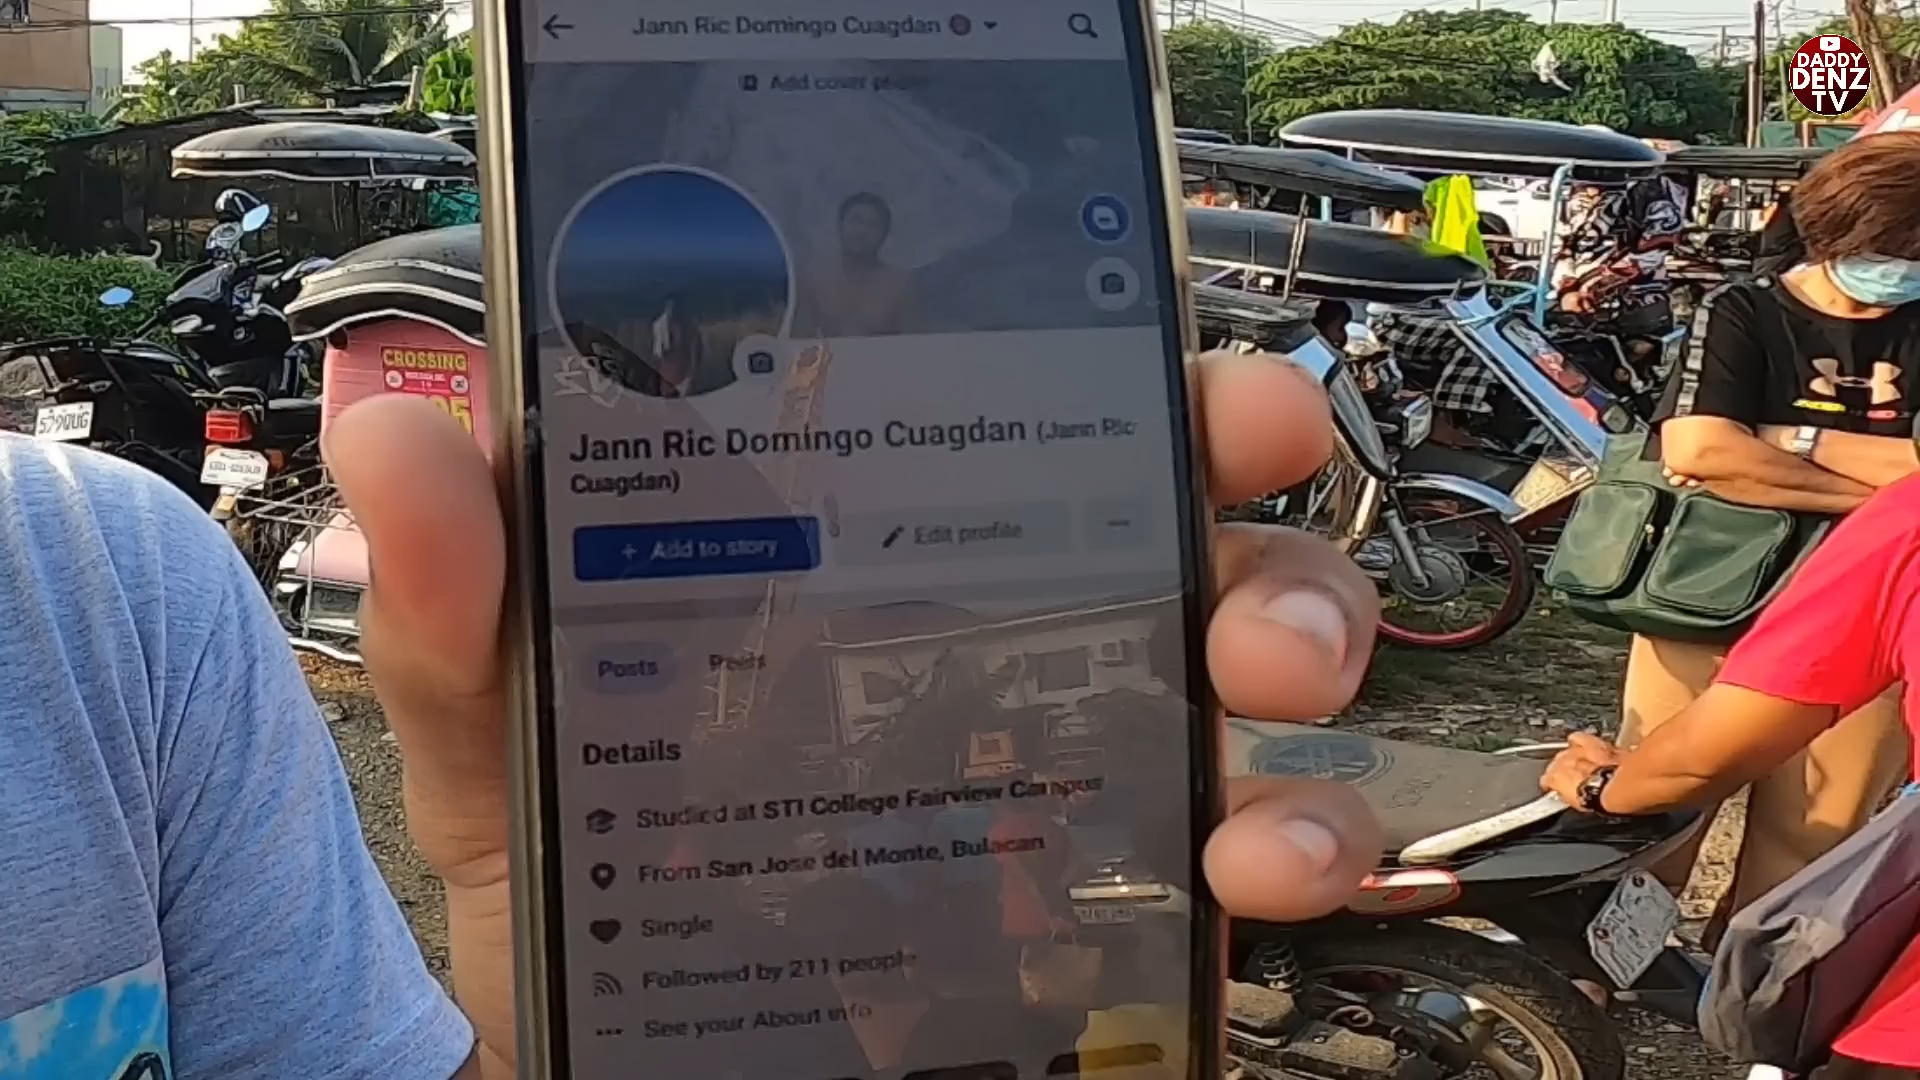 Jann Ric Domingo Cuagdan
Add cover photo
Jann Ric Domingo Cuagdan (Jann Ric
Cuagdan)
+ Add to story
Edit profile
Posts
Reels
Details
Studied at STI College Fairview Campus
From San Jose del Monte, Bulacan
Single
Followed by 211 people
See your About info
CROSSING
DADDY
DENZ
TV